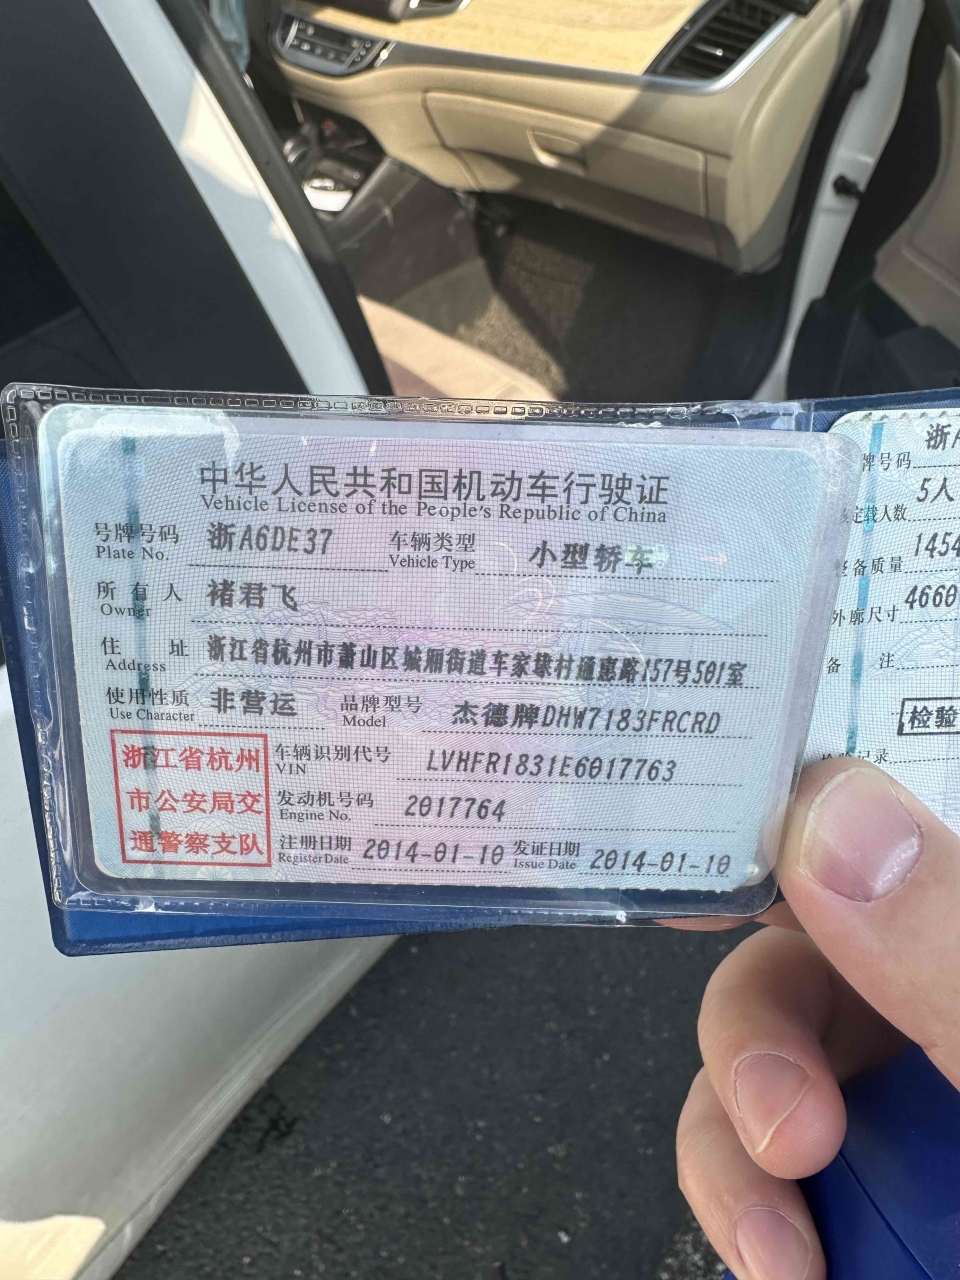 中华人民共和国机动车行驶证
Vehicle License of the People's Republic of China
号牌号码 浙A6DE37 车辆类型 小型轿车
Plate No. Vehicle Type
所有人 褚君飞
Owner
住址 浙江省杭州市萧山区城厢街道车家埭村通惠路157号501室
Address
使用性质 非营运 品牌型号 杰德牌DHW7183FRCRD
Use Character Model
浙江省杭州
市公安局交
通警察支队
车辆识别代号 LVHFR1831E6017763
VIN
发动机号码 2017764
Engine No.
注册日期 2014-01-10 发证日期 2014-01-10
Register Date Issue Date
牌号码 浙
定载人数 5人
整备质量 1454
外廓尺寸 4660
备注
检验